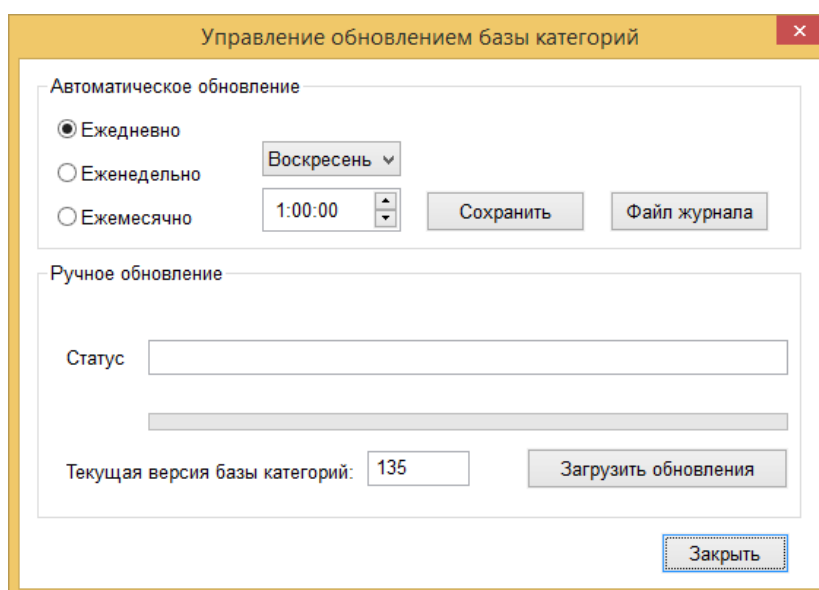 Управление обновлением базы категорий
Автоматическое обновление
Ежедневно
Еженедельно
Воскресень
Ежемесячно
1:00:00
Сохранить
Файл журнала
Ручное обновление
Статус
Текущая версия базы категорий:
135
Загрузить обновления
Закрыть